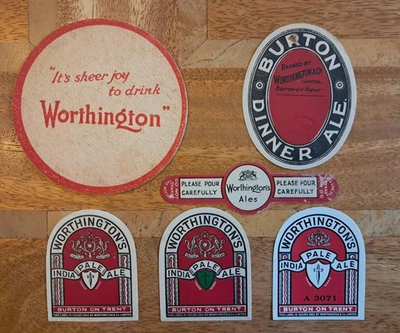 "It's sheer joy
to drink
Worthington"
BURTON
BREWED BY
WORTHINGTON & Co
LIMITED,
BURTON-ON-TRENT
DINNER ALE.
PLEASE POUR
CAREFULLY
Worthington's
Ales
PLEASE POUR
CAREFULLY
WORTHINGTON'S
INDIA PALE ALE
BURTON ON TRENT
WORTHINGTON'S
INDIA PALE ALE
BURTON ON TRENT
WORTHINGTON'S
INDIA PALE ALE
A 3071
BURTON ON TRENT